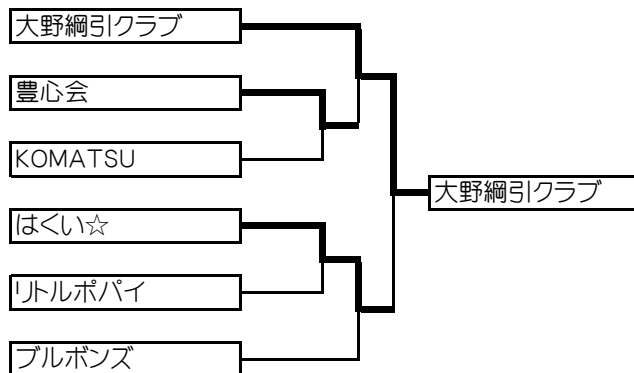 大野綱引クラブ
豊心会
KOMATSU
大野綱引クラブ
はくい☆
リトルポパイ
ブルボンズ